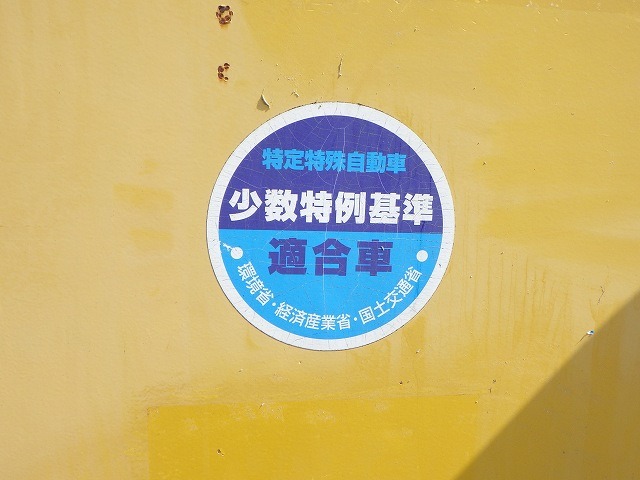 特定特殊自動車
少数特例基準
適合車
環境省・経済産業省・国土交通省